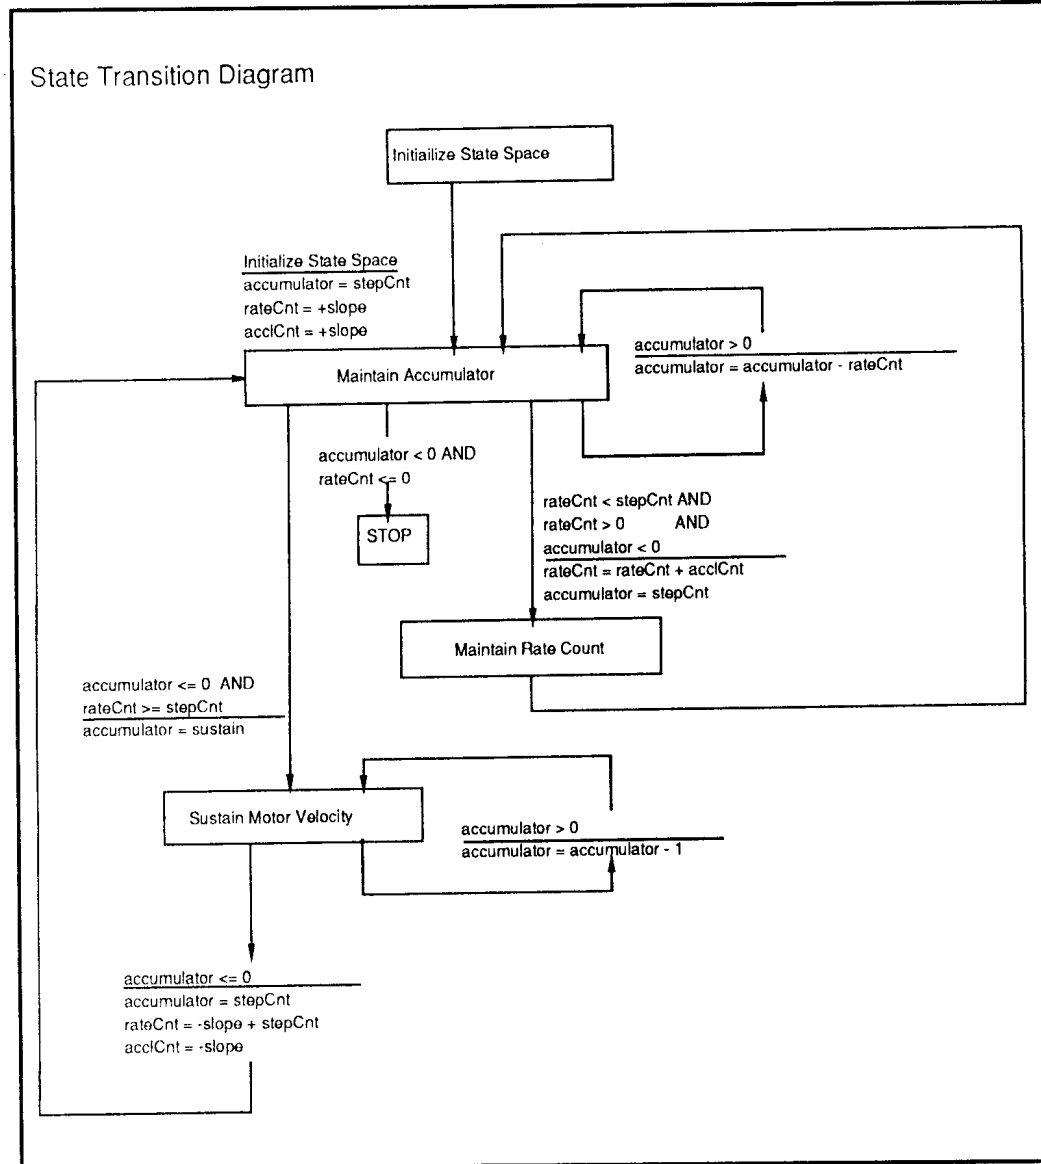 State Transition Diagram
Initiailize State Space
Initialize State Space
accumulator = stepCnt
rateCnt = +slope
acclCnt = +slope
Maintain Accumulator
accumulator > 0
accumulator = accumulator - rateCnt
accumulator < 0 AND
rateCnt <= 0
STOP
rateCnt < stepCnt AND
rateCnt > 0 AND
accumulator < 0
rateCnt = rateCnt + acclCnt
accumulator = stepCnt
Maintain Rate Count
accumulator <= 0 AND
rateCnt >= stepCnt
accumulator = sustain
Sustain Motor Velocity
accumulator > 0
accumulator = accumulator - 1
accumulator <= 0
accumulator = stepCnt
rateCnt = -slope + stepCnt
acclCnt = -slope